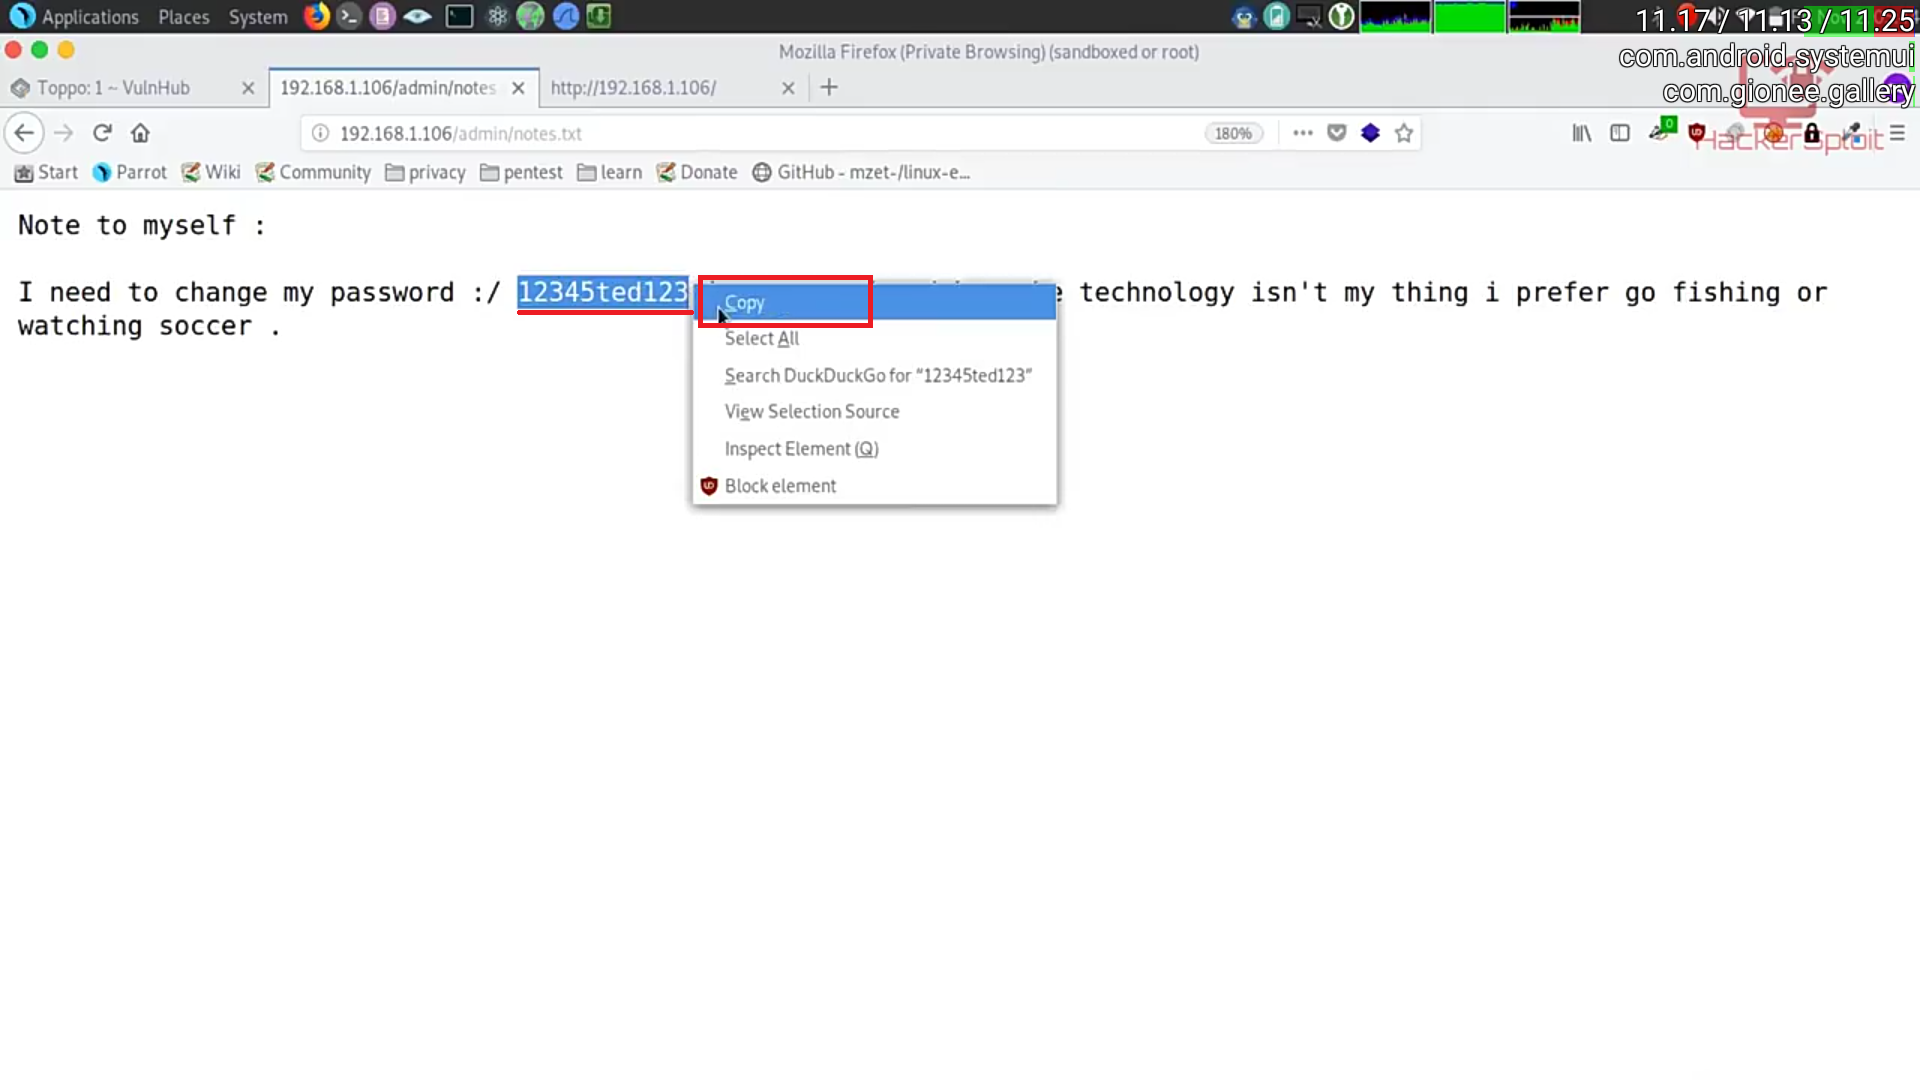 Applications Places System
11.17 / 11.13 / 11.25
com.android.systemui
com.gionee.gallery
Mozilla Firefox (Private Browsing) (sandboxed or root)
Toppo: 1 ~ VulnHub
192.168.1.106/admin/notes
http://192.168.1.106/
192.168.1.106/admin/notes.txt
180%
0
HackerSploit
Start Parrot Wiki Community privacy pentest learn Donate GitHub - mzet-/linux-e...
Note to myself :
I need to change my password :/ 12345ted123 technology isn't my thing i prefer go fishing or
watching soccer .
Copy
Select All
Search DuckDuckGo for “12345ted123”
View Selection Source
Inspect Element (Q)
Block element